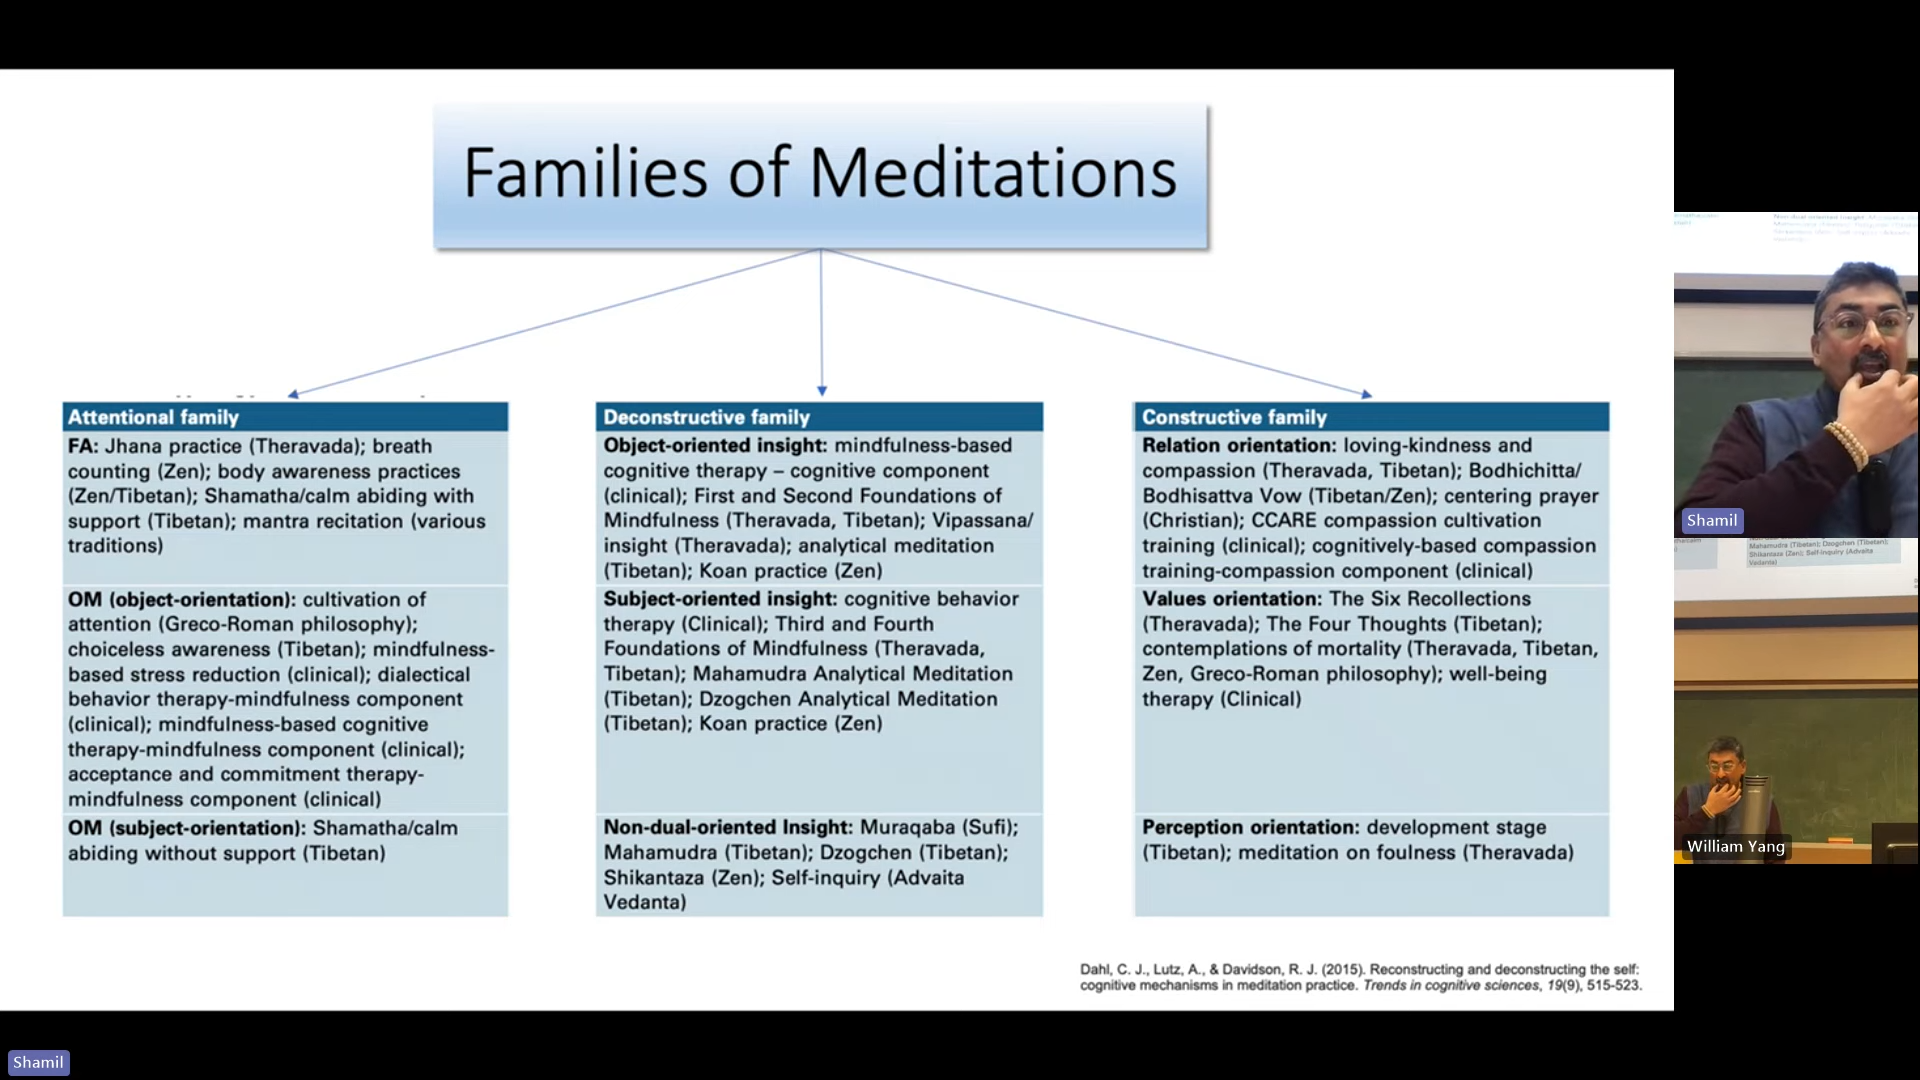 Families of Meditations
Attentional family
FA: Jhana practice (Theravada); breath
counting (Zen); body awareness practices
(Zen/Tibetan); Shamatha/calm abiding with
support (Tibetan); mantra recitation (various
traditions)
OM (object-orientation): cultivation of
attention (Greco-Roman philosophy);
choiceless awareness (Tibetan); mindfulness-
based stress reduction (clinical); dialectical
behavior therapy-mindfulness component
(clinical); mindfulness-based cognitive
therapy-mindfulness component (clinical);
acceptance and commitment therapy-
mindfulness component (clinical)
OM (subject-orientation): Shamatha/calm
abiding without support (Tibetan)
Deconstructive family
Object-oriented insight: mindfulness-based
cognitive therapy – cognitive component
(clinical); First and Second Foundations of
Mindfulness (Theravada, Tibetan); Vipassana/
insight (Theravada); analytical meditation
(Tibetan); Koan practice (Zen)
Subject-oriented insight: cognitive behavior
therapy (Clinical); Third and Fourth
Foundations of Mindfulness (Theravada,
Tibetan); Mahamudra Analytical Meditation
(Tibetan); Dzogchen Analytical Meditation
(Tibetan); Koan practice (Zen)
Non-dual-oriented Insight: Muraqaba (Sufi);
Mahamudra (Tibetan); Dzogchen (Tibetan);
Shikantaza (Zen); Self-inquiry (Advaita
Vedanta)
Constructive family
Relation orientation: loving-kindness and
compassion (Theravada, Tibetan); Bodhichitta/
Bodhisattva Vow (Tibetan/Zen); centering prayer
(Christian); CCARE compassion cultivation
training (clinical); cognitively-based compassion
training-compassion component (clinical)
Values orientation: The Six Recollections
(Theravada); The Four Thoughts (Tibetan);
contemplations of mortality (Theravada, Tibetan,
Zen, Greco-Roman philosophy); well-being
therapy (Clinical)
Perception orientation: development stage
(Tibetan); meditation on foulness (Theravada)
Dahl, C. J., Lutz, A., & Davidson, R. J. (2015). Reconstructing and deconstructing the self:
cognitive mechanisms in meditation practice. Trends in cognitive sciences, 19(9), 515-523.
Shamil
Mahamudra (Tibetan); Dzogchen (Tibetan);
Shikantaza (Zen); Self-inquiry (Advaita
Vedanta)
William Yang
Shamil